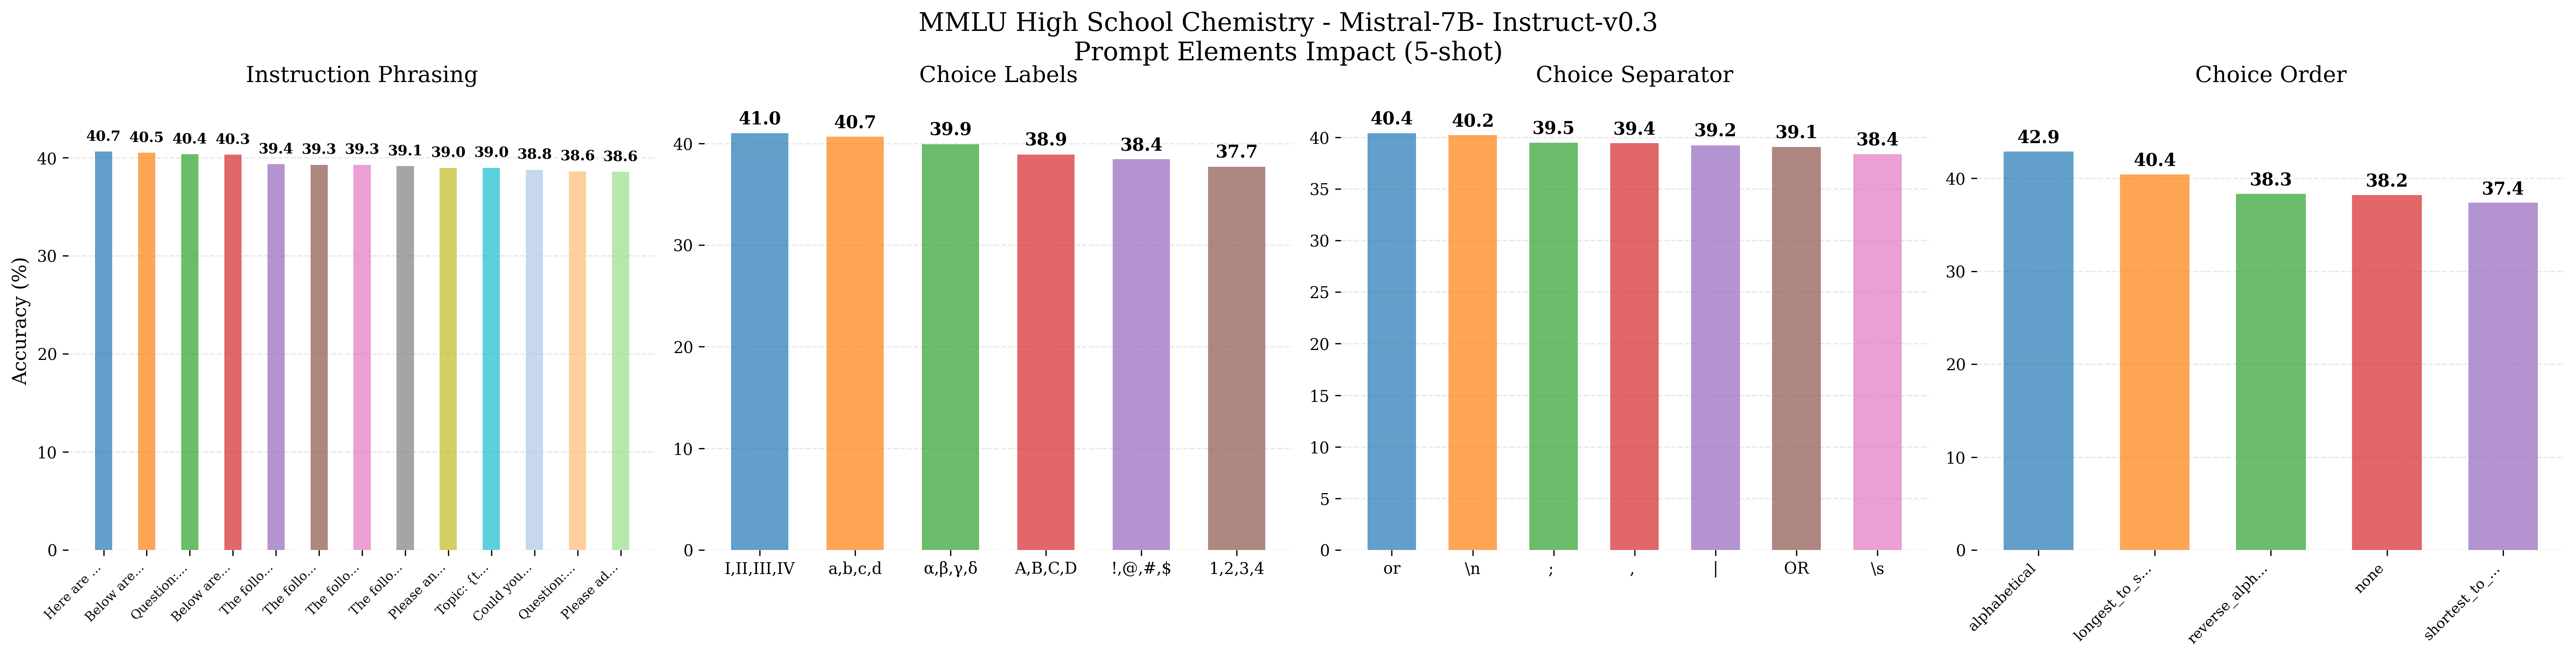 MMLU High School Chemistry - Mistral-7B- Instruct-v0.3
Prompt Elements Impact (5-shot)
Instruction Phrasing
Accuracy (%)
40
30
20
10
0
40.7 40.5 40.4 40.3 39.4 39.3 39.3 39.1 39.0 39.0 38.8 38.6 38.6
Here are ...
Below are...
Question:...
Below are...
The follo...
The follo...
The follo...
The follo...
Please an...
Topic: {t...
Could you...
Question:...
Please ad...
Choice Labels
40
30
20
10
0
41.0 40.7 39.9 38.9 38.4 37.7
I,II,III,IV a,b,c,d α,β,γ,δ A,B,C,D !,@,#,$ 1,2,3,4
Choice Separator
40
35
30
25
20
15
10
5
0
40.4 40.2 39.5 39.4 39.2 39.1 38.4
or \n ; , | OR \s
Choice Order
40
30
20
10
0
42.9 40.4 38.3 38.2 37.4
alphabetical
longest_to_s...
reverse_alph...
none
shortest_to_...